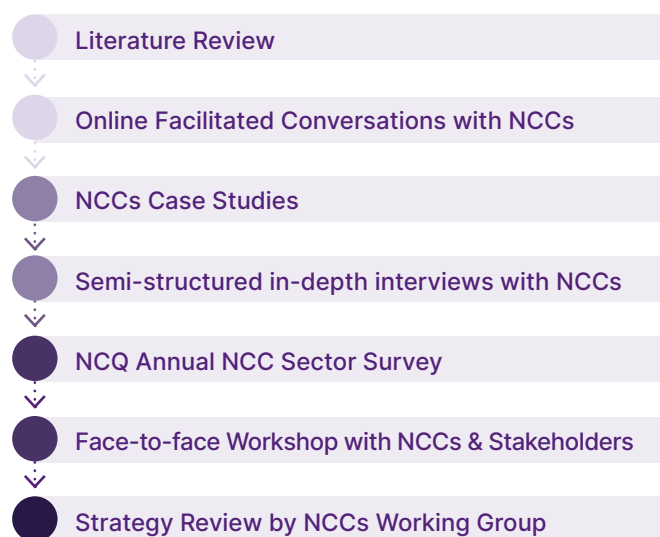 Literature Review
Online Facilitated Conversations with NCCs
NCCs Case Studies
Semi-structured in-depth interviews with NCCs
NCQ Annual NCC Sector Survey
Face-to-face Workshop with NCCs & Stakeholders
Strategy Review by NCCs Working Group